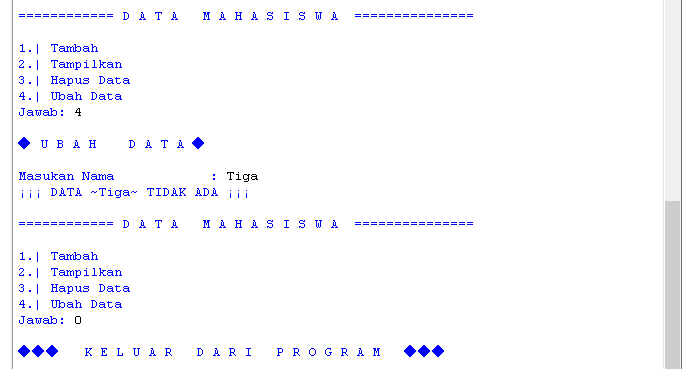 ============ D A T A   M A H A S I S W A  ===============
1.| Tambah
2.| Tampilkan
3.| Hapus Data
4.| Ubah Data
Jawab: 4
◆ U B A H    D A T A ◆
Masukan Nama            : Tiga
¡¡¡ DATA ~Tiga~ TIDAK ADA ¡¡¡
============ D A T A   M A H A S I S W A  ===============
1.| Tambah
2.| Tampilkan
3.| Hapus Data
4.| Ubah Data
Jawab: 0
◆◆◆   K E L U A R   D A R I   P R O G R A M   ◆◆◆